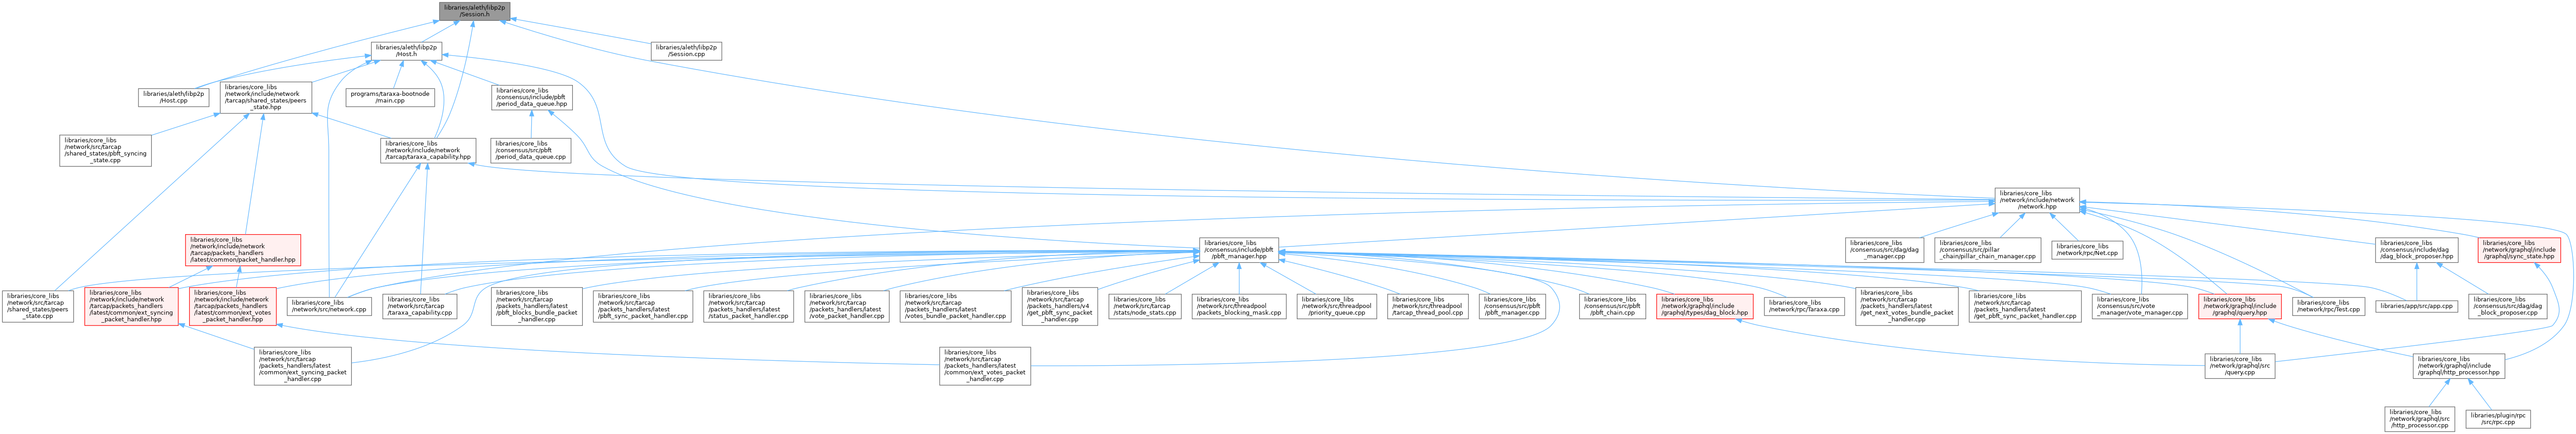 libraries/aleth/libp2p
/Session.h
libraries/aleth/libp2p
/Host.h
libraries/aleth/libp2p
/Session.cpp
libraries/aleth/libp2p
/Host.cpp
libraries/core_libs
/network/include/network
/tarcap/shared_states/peers
_state.hpp
programs/taraxa-bootnode
/main.cpp
libraries/core_libs
/consensus/include/pbft
/period_data_queue.hpp
libraries/core_libs
/network/src/tarcap
/shared_states/pbft_syncing
_state.cpp
libraries/core_libs
/network/include/network
/tarcap/taraxa_capability.hpp
libraries/core_libs
/consensus/src/pbft
/period_data_queue.cpp
libraries/core_libs
/network/include/network
/network.hpp
libraries/core_libs
/network/include/network
/tarcap/packets_handlers
/latest/common/packet_handler.hpp
libraries/core_libs
/consensus/include/pbft
/pbft_manager.hpp
libraries/core_libs
/consensus/src/dag/dag
_manager.cpp
libraries/core_libs
/consensus/src/pillar
_chain/pillar_chain_manager.cpp
libraries/core_libs
/network/rpc/Net.cpp
libraries/core_libs
/consensus/include/dag
/dag_block_proposer.hpp
libraries/core_libs
/network/graphql/include
/graphql/sync_state.hpp
libraries/core_libs
/network/src/tarcap
/shared_states/peers
_state.cpp
libraries/core_libs
/network/include/network
/tarcap/packets_handlers
/latest/common/ext_syncing
_packet_handler.hpp
libraries/core_libs
/network/include/network
/tarcap/packets_handlers
/latest/common/ext_votes
_packet_handler.hpp
libraries/core_libs
/network/src/network.cpp
libraries/core_libs
/network/src/tarcap
/taraxa_capability.cpp
libraries/core_libs
/network/src/tarcap
/packets_handlers/latest
/pbft_blocks_bundle_packet
_handler.cpp
libraries/core_libs
/network/src/tarcap
/packets_handlers/latest
/pbft_sync_packet_handler.cpp
libraries/core_libs
/network/src/tarcap
/packets_handlers/latest
/status_packet_handler.cpp
libraries/core_libs
/network/src/tarcap
/packets_handlers/latest
/vote_packet_handler.cpp
libraries/core_libs
/network/src/tarcap
/packets_handlers/latest
/votes_bundle_packet_handler.cpp
libraries/core_libs
/network/src/tarcap
/packets_handlers/v4
/get_pbft_sync_packet
_handler.cpp
libraries/core_libs
/network/src/tarcap
/stats/node_stats.cpp
libraries/core_libs
/network/src/threadpool
/packets_blocking_mask.cpp
libraries/core_libs
/network/src/threadpool
/priority_queue.cpp
libraries/core_libs
/network/src/threadpool
/tarcap_thread_pool.cpp
libraries/core_libs
/consensus/src/pbft
/pbft_manager.cpp
libraries/core_libs
/consensus/src/pbft
/pbft_chain.cpp
libraries/core_libs
/network/graphql/include
/graphql/types/dag_block.hpp
libraries/core_libs
/network/rpc/Taraxa.cpp
libraries/core_libs
/network/src/tarcap
/packets_handlers/latest
/get_next_votes_bundle_packet
_handler.cpp
libraries/core_libs
/network/src/tarcap
/packets_handlers/latest
/get_pbft_sync_packet_handler.cpp
libraries/core_libs
/consensus/src/vote
_manager/vote_manager.cpp
libraries/core_libs
/network/graphql/include
/graphql/query.hpp
libraries/core_libs
/network/rpc/Test.cpp
libraries/app/src/app.cpp
libraries/core_libs
/consensus/src/dag/dag
_block_proposer.cpp
libraries/core_libs
/network/src/tarcap
/packets_handlers/latest
/common/ext_syncing_packet
_handler.cpp
libraries/core_libs
/network/src/tarcap
/packets_handlers/latest
/common/ext_votes_packet
_handler.cpp
libraries/core_libs
/network/graphql/src
/query.cpp
libraries/core_libs
/network/graphql/include
/graphql/http_processor.hpp
libraries/core_libs
/network/graphql/src
/http_processor.cpp
libraries/plugin/rpc
/src/rpc.cpp